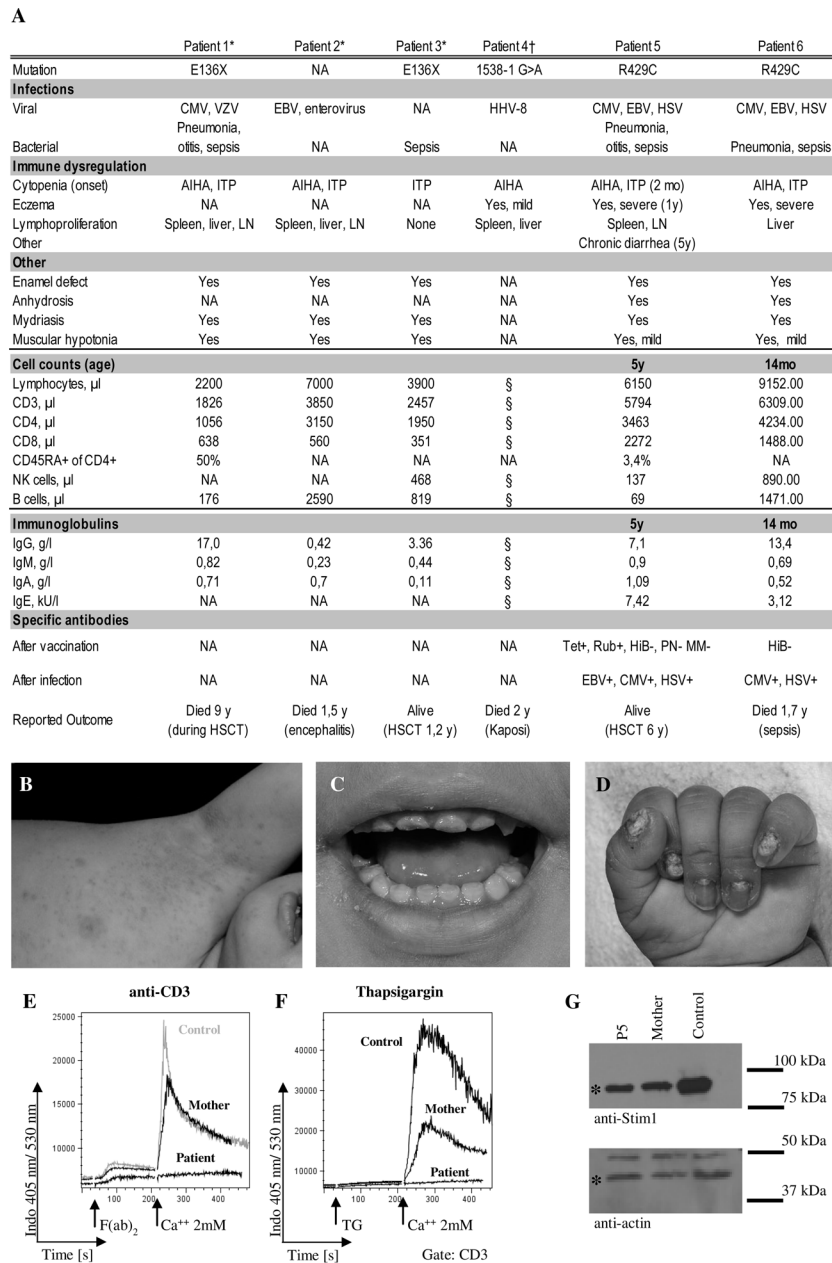 A
Patient 1* Patient 2* Patient 3* Patient 4† Patient 5 Patient 6
Mutation E136X NA E136X 1538-1 G>A R429C R429C
Infections
Viral CMV, VZV EBV, enterovirus NA HHV-8 CMV, EBV, HSV CMV, EBV, HSV
Pneumonia, Pneumonia,
Bacterial otitis, sepsis NA Sepsis NA otitis, sepsis Pneumonia, sepsis
Immune dysregulation
Cytopenia (onset) AIHA, ITP AIHA, ITP ITP AIHA AIHA, ITP (2 mo) AIHA, ITP
Eczema NA NA NA Yes, mild Yes, severe (1y) Yes, severe
Lymphoproliferation Spleen, liver, LN Spleen, liver, LN None Spleen, liver Spleen, LN Liver
Other Chronic diarrhea (5y)
Other
Enamel defect Yes Yes Yes NA Yes Yes
Anhydrosis NA NA NA NA Yes Yes
Mydriasis Yes Yes Yes NA Yes Yes
Muscular hypotonia Yes Yes Yes NA Yes, mild Yes, mild
Cell counts (age) 5y 14mo
Lymphocytes, µl 2200 7000 3900 § 6150 9152.00
CD3, µl 1826 3850 2457 § 5794 6309.00
CD4, µl 1056 3150 1950 § 3463 4234.00
CD8, µl 638 560 351 § 2272 1488.00
CD45RA+ of CD4+ 50% NA NA NA 3,4% NA
NK cells, µl NA NA 468 § 137 890.00
B cells, µl 176 2590 819 § 69 1471.00
Immunoglobulins 5y 14 mo
IgG, g/l 17,0 0,42 3.36 § 7,1 13,4
IgM, g/l 0,82 0,23 0,44 § 0,9 0,69
IgA, g/l 0,71 0,7 0,11 § 1,09 0,52
IgE, kU/l NA NA NA § 7,42 3,12
Specific antibodies
After vaccination NA NA NA NA Tet+, Rub+, HiB-, PN- MM- HiB-
After infection NA NA NA NA EBV+, CMV+, HSV+ CMV+, HSV+
Reported Outcome Died 9 y Died 1,5 y Alive Died 2 y Alive Died 1,7 y
(during HSCT) (encephalitis) (HSCT 1,2 y) (Kaposi) (HSCT 6 y) (sepsis)
B C D
E anti-CD3
25000
20000
15000
10000
0 100 200 300 400
Control
Mother
Patient
Indo 405 nm/ 530 nm
F(ab)2 Ca++ 2mM
Time [s]
F Thapsigargin
40000
30000
20000
10000
0 100 200 300 400
Control
Mother
Patient
Indo 405 nm/ 530 nm
TG Ca++ 2mM
Time [s] Gate: CD3
G
P5 Mother Control
100 kDa
* 75 kDa
anti-Stim1
50 kDa
*
37 kDa
anti-actin